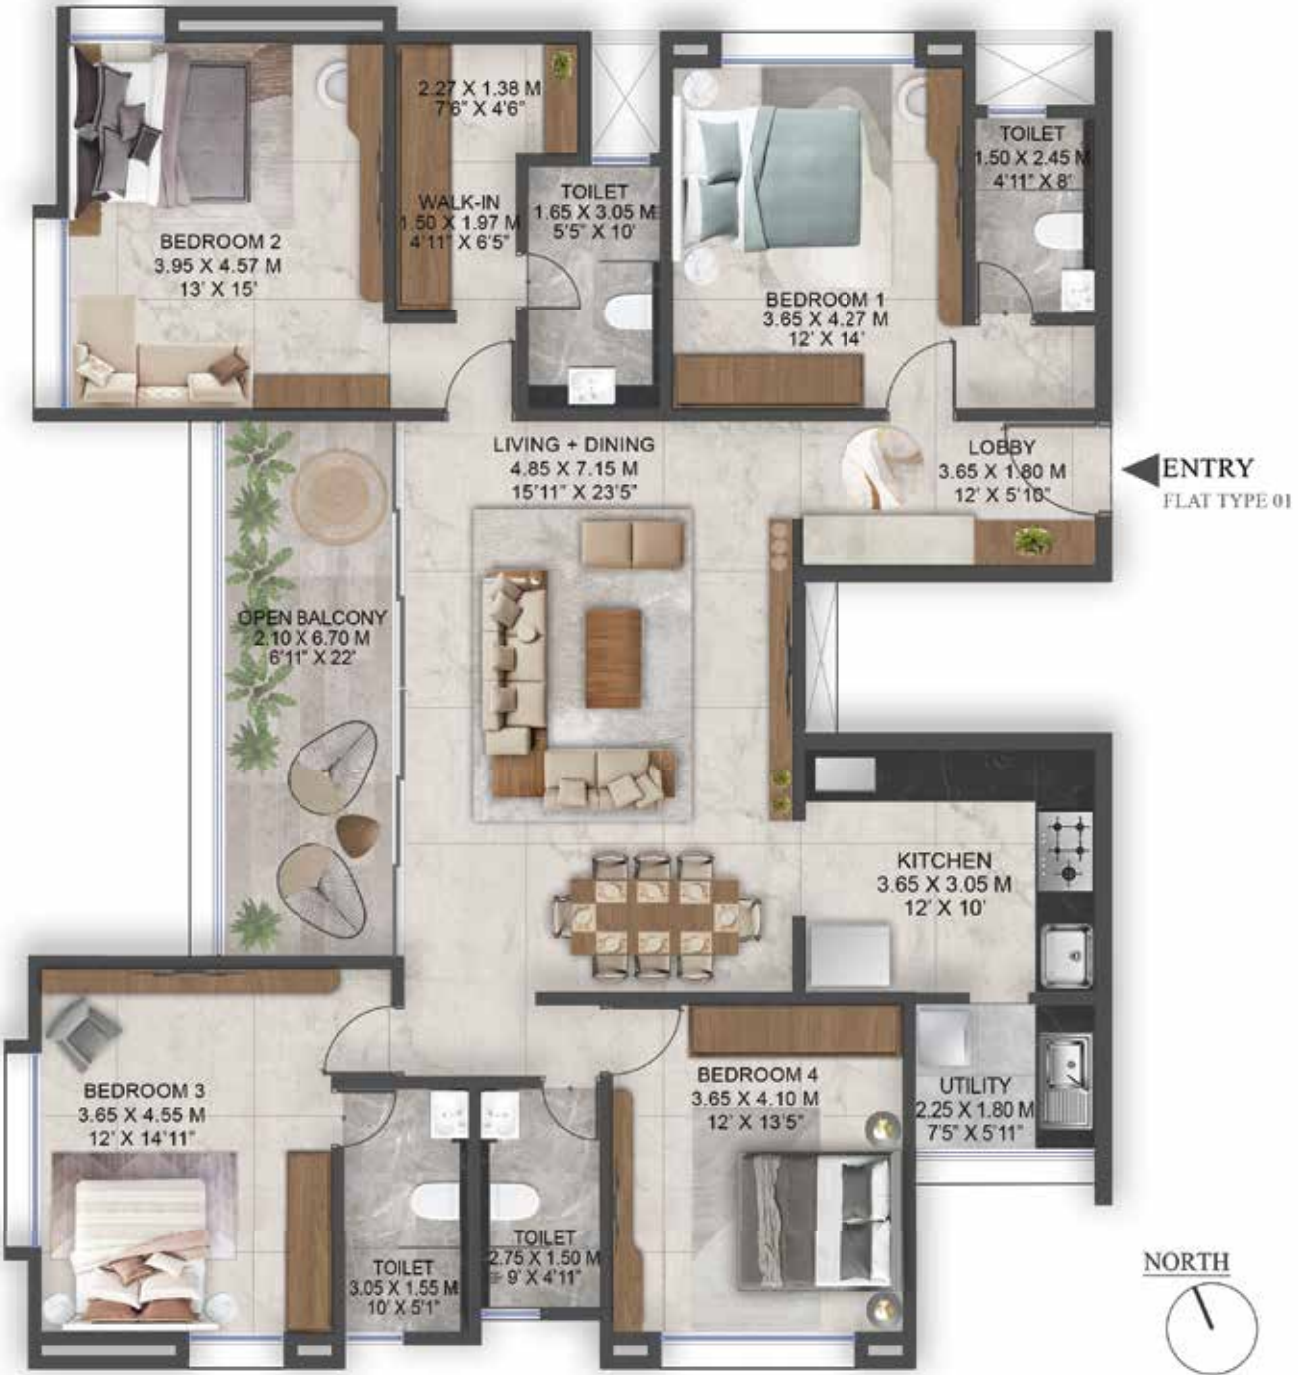 2.27 X 1.38 M
7'6" X 4'6"
WALK-IN
1.50 X 1.97 M
4'11" X 6'5"
TOILET
1.65 X 3.05 M
5'5" X 10'
TOILET
1.50 X 2.45 M
4'11" X 8'
BEDROOM 2
3.95 X 4.57 M
13' X 15'
BEDROOM 1
3.65 X 4.27 M
12' X 14'
LIVING + DINING
4.85 X 7.15 M
15'11" X 23'5"
LOBBY
3.65 X 1.80 M
12' X 5'10"
ENTRY
FLAT TYPE 01
OPEN BALCONY
2.10 X 6.70 M
6'11" X 22'
KITCHEN
3.65 X 3.05 M
12' X 10'
BEDROOM 3
3.65 X 4.55 M
12' X 14'11"
BEDROOM 4
3.65 X 4.10 M
12' X 13'5"
UTILITY
2.25 X 1.80 M
7'5" X 5'11"
TOILET
3.05 X 1.55 M
10' X 5'1"
TOILET
2.75 X 1.50 M
9' X 4'11"
NORTH